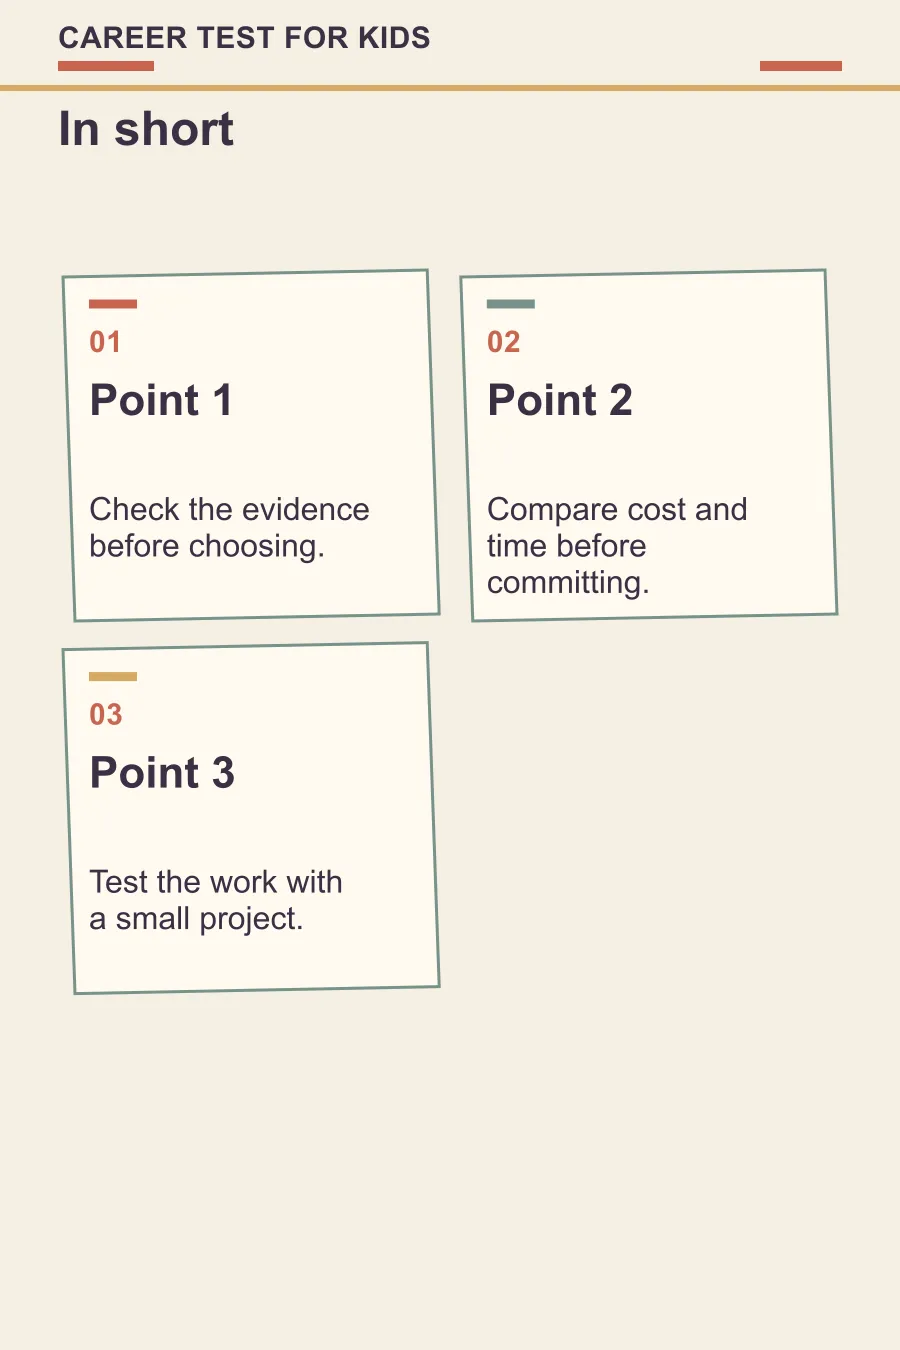 CAREER TEST FOR KIDS
In short
01
Point 1
Check the evidence
before choosing.
02
Point 2
Compare cost and
time before
committing.
03
Point 3
Test the work with
a small project.